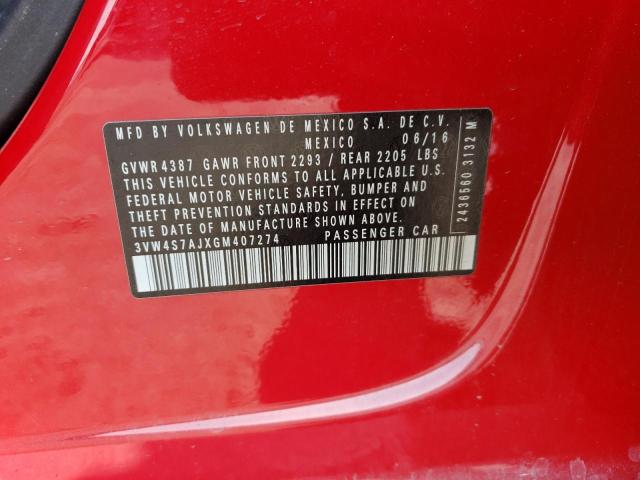 MFD BY VOLKSWAGEN DE MEXICO S.A. DE C.V.
MEXICO 06/16
GVWR 4387 GAWR FRONT 2293 / REAR 2205 LBS
THIS VEHICLE CONFORMS TO ALL APPLICABLE U.S.
FEDERAL MOTOR VEHICLE SAFETY, BUMPER AND
THEFT PREVENTION STANDARDS IN EFFECT ON
THE DATE OF MANUFACTURE SHOWN ABOVE.
3VW4S7AJXGM407274 PASSENGER CAR
2436560 3132 M